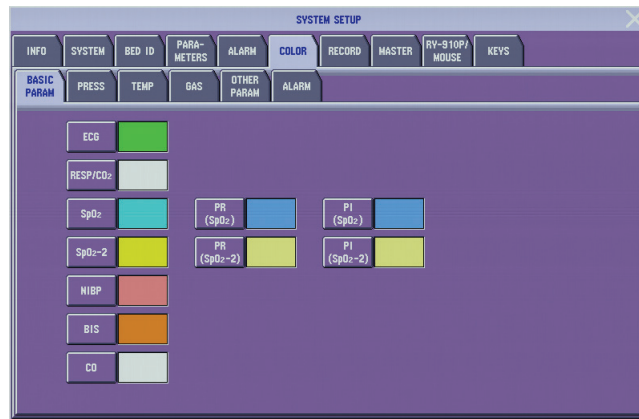 SYSTEM SETUP
INFO SYSTEM BED ID PARA-METERS ALARM COLOR RECORD MASTER RY-910P/MOUSE KEYS
BASIC PARAM PRESS TEMP GAS OTHER PARAM ALARM
ECG
RESP/CO₂
SpO₂ PR (SpO₂) PI (SpO₂)
SpO₂-2 PR (SpO₂-2) PI (SpO₂-2)
NIBP
BIS
CO